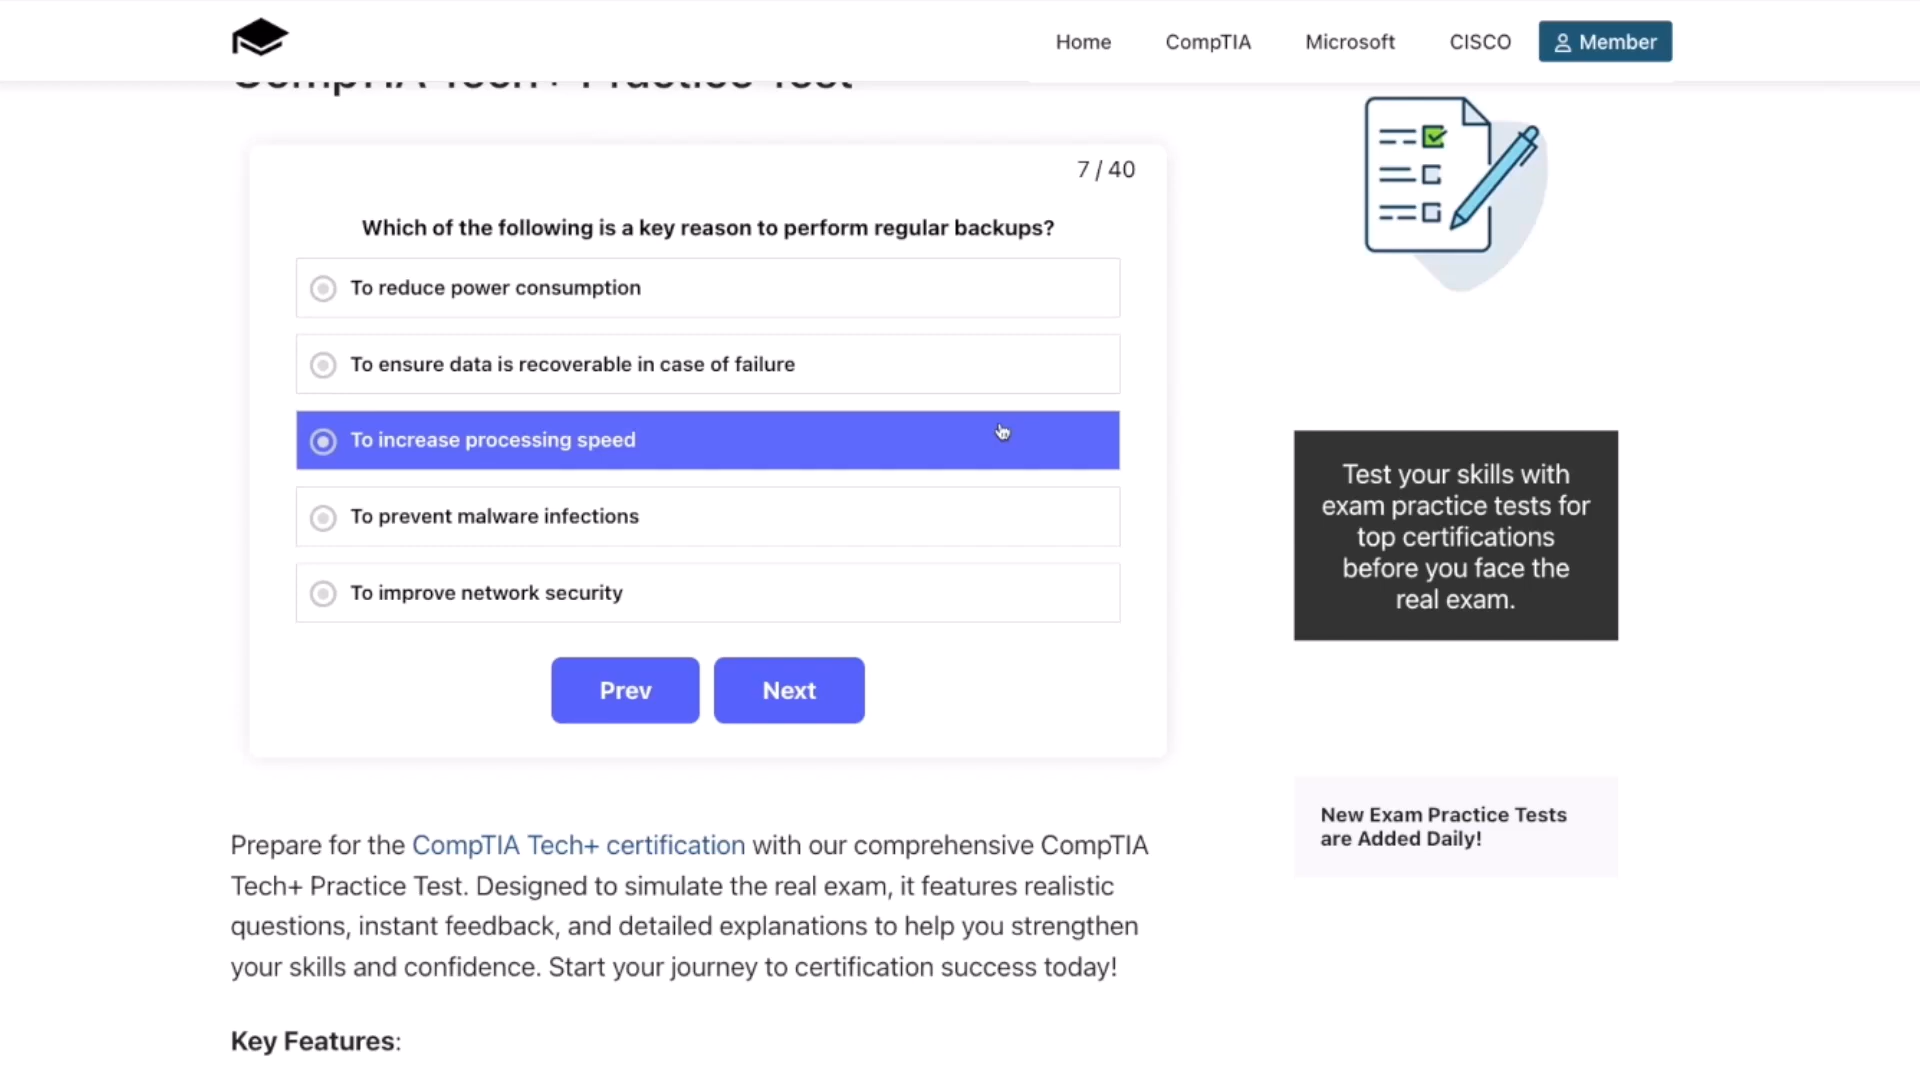 Home
CompTIA
Microsoft
CISCO
Member
CompTIA Tech+ Practice Test
7 / 40
Which of the following is a key reason to perform regular backups?
To reduce power consumption
To ensure data is recoverable in case of failure
To increase processing speed
To prevent malware infections
To improve network security
Prev
Next
Test your skills with
exam practice tests for
top certifications
before you face the
real exam.
New Exam Practice Tests
are Added Daily!
Prepare for the CompTIA Tech+ certification with our comprehensive CompTIA
Tech+ Practice Test. Designed to simulate the real exam, it features realistic
questions, instant feedback, and detailed explanations to help you strengthen
your skills and confidence. Start your journey to certification success today!
Key Features: